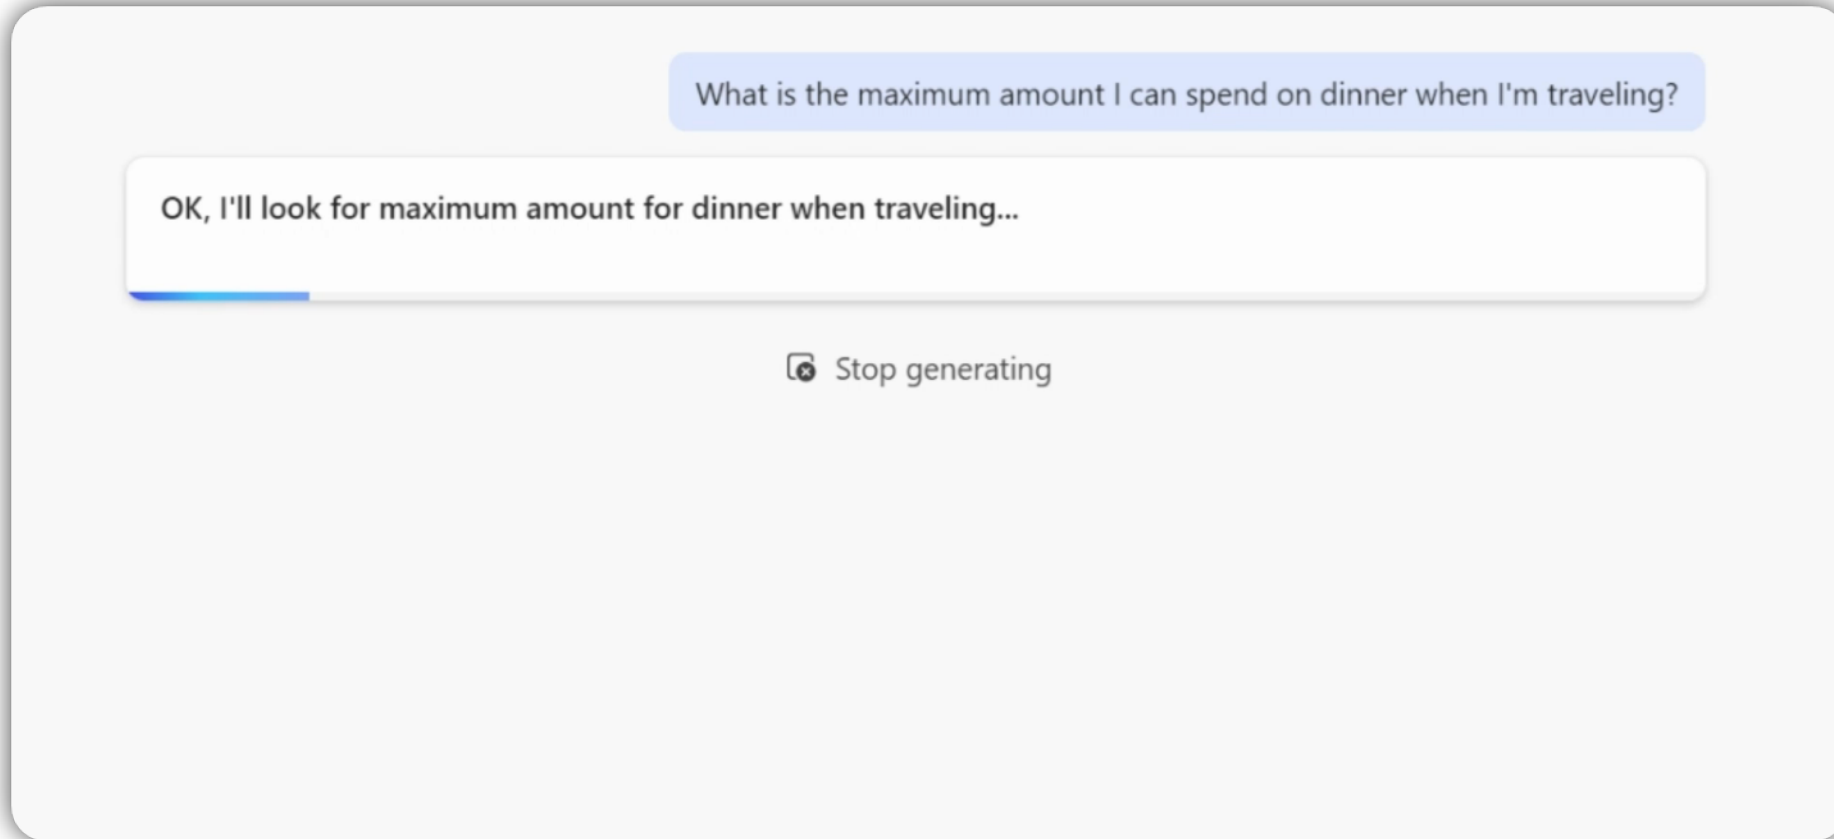 What is the maximum amount I can spend on dinner when I'm traveling?
OK, I'll look for maximum amount for dinner when traveling...
Stop generating